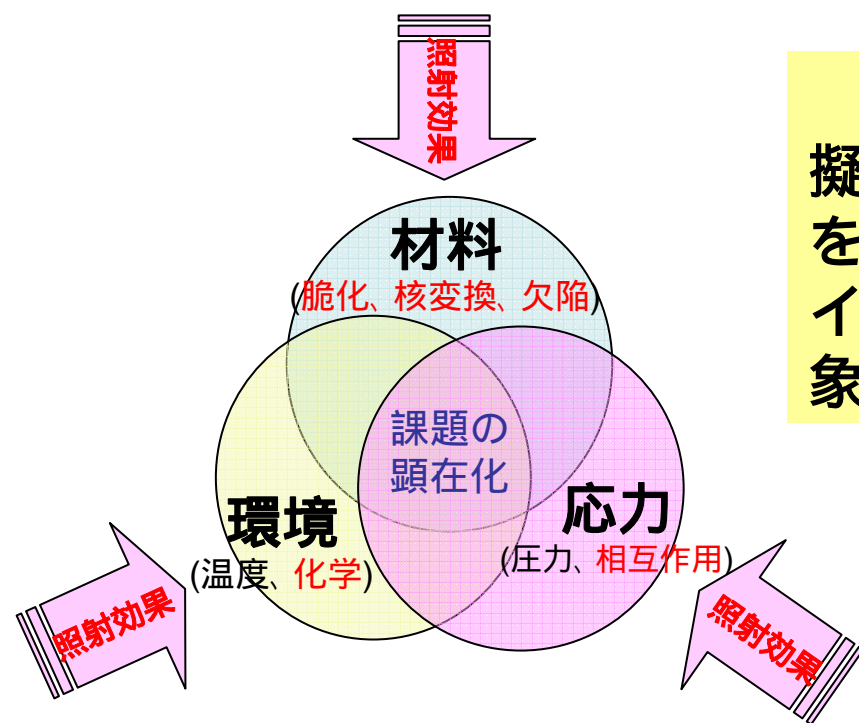 照射効果
材料
(脆化、核変換、欠陥)
課題の
顕在化
環境
(温度、化学)
応力
(圧力、相互作用)
照射効果
照射効果
擬
を
イ
象